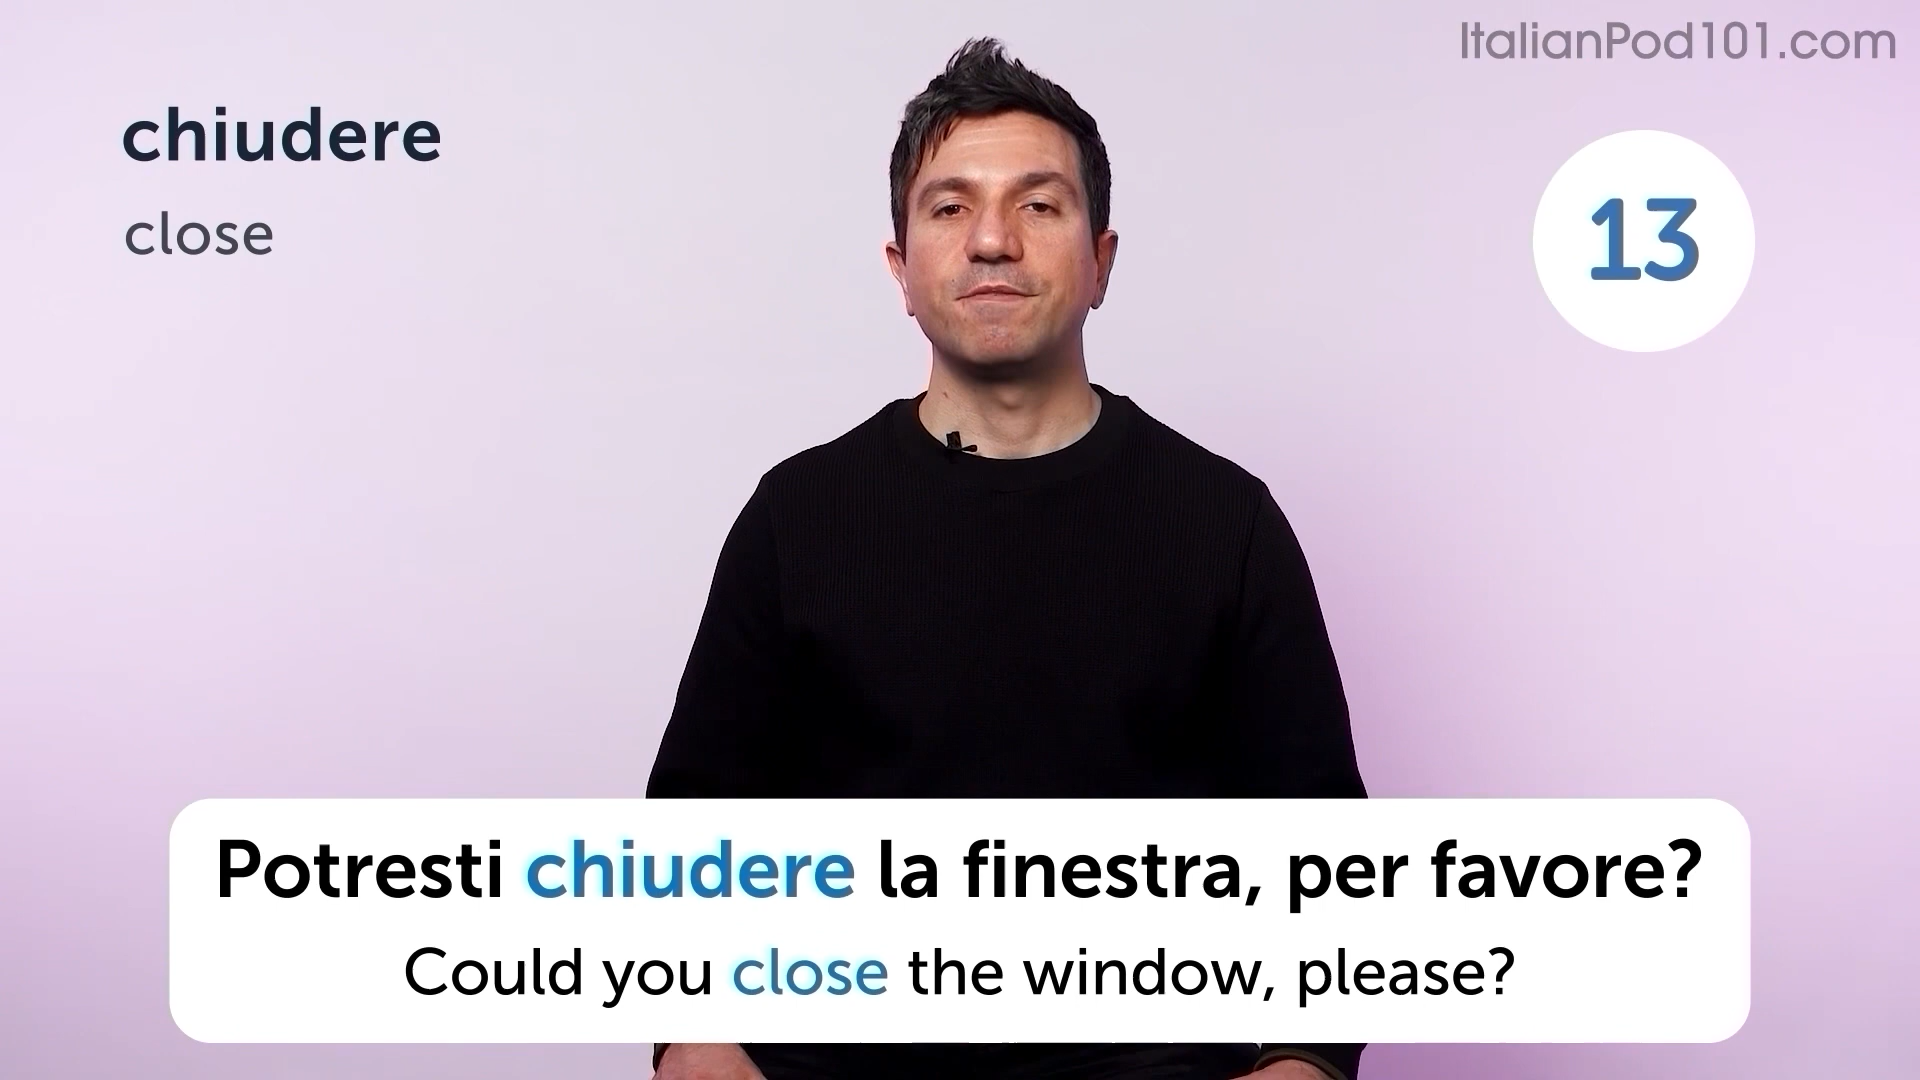 ItalianPod101.com
chiudere
close
13
Potresti chiudere la finestra, per favore?
Could you close the window, please?